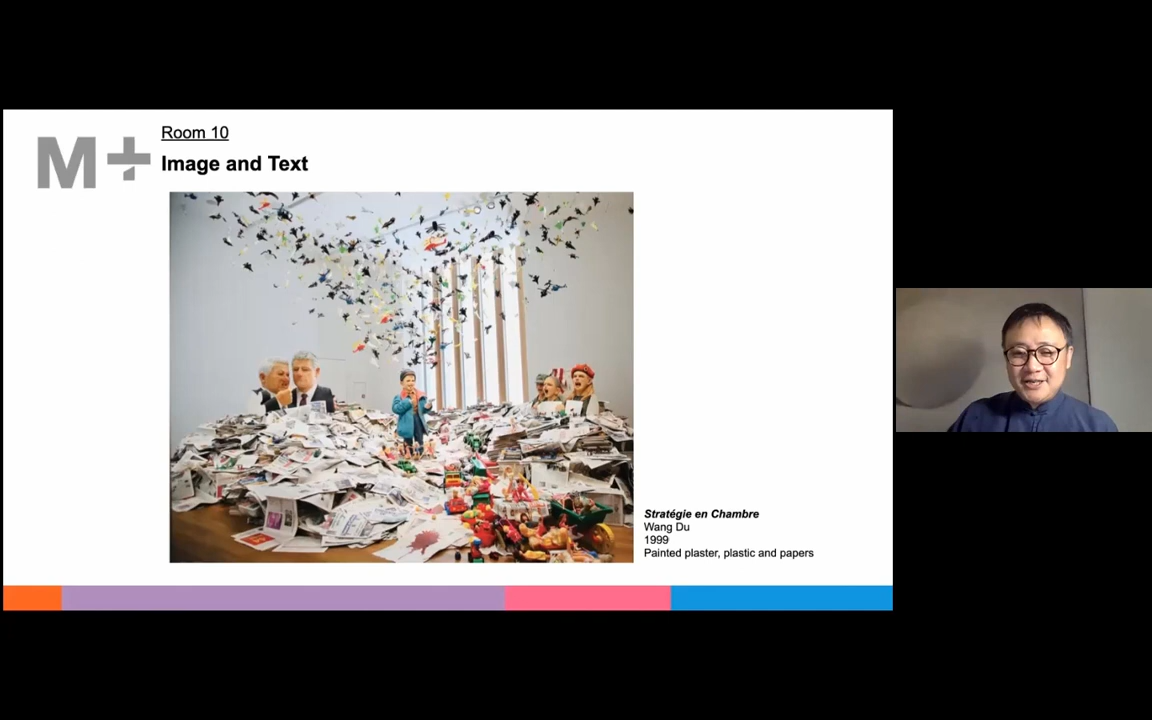 M+
Room 10
Image and Text
Stratégie en Chambre
Wang Du
1999
Painted plaster, plastic and papers